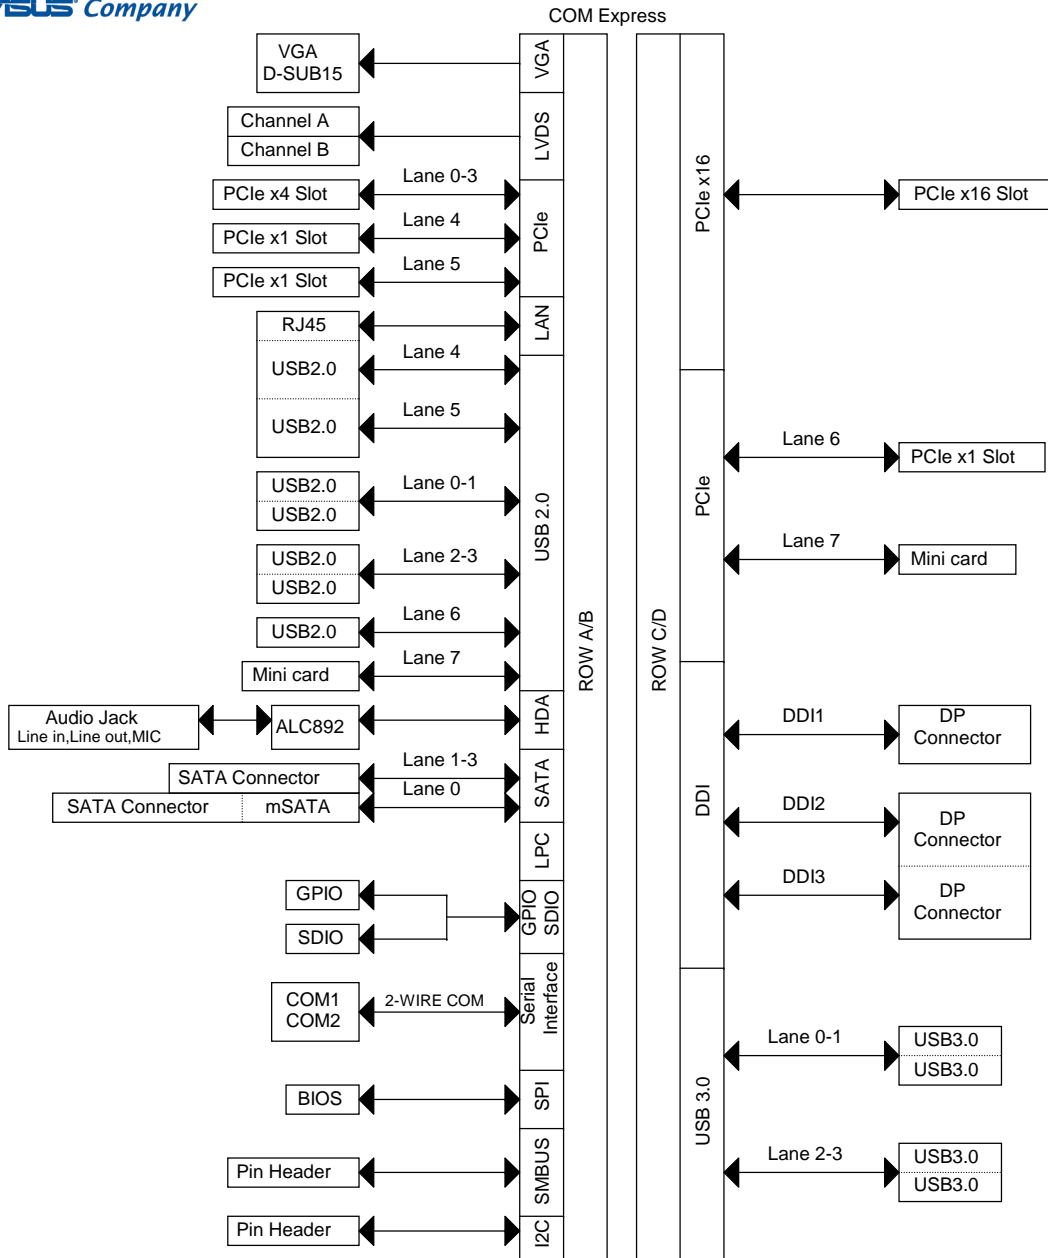 ASUS Company
COM Express
VGA
D-SUB15
VGA
Channel A
Channel B
LVDS
PCIe x4 Slot
Lane 0-3
PCIe x1 Slot
Lane 4
PCIe x1 Slot
Lane 5
PCIe
RJ45
LAN
USB2.0
Lane 4
USB2.0
Lane 5
USB2.0
USB2.0
Lane 0-1
USB2.0
USB2.0
Lane 2-3
USB2.0
Lane 6
Mini card
Lane 7
USB 2.0
Audio Jack
Line in,Line out,MIC
ALC892
HDA
SATA Connector
Lane 1-3
SATA Connector
mSATA
Lane 0
SATA
LPC
GPIO
SDIO
GPIO
SDIO
COM1
COM2
2-WIRE COM
Serial
Interface
BIOS
SPI
Pin Header
SMBUS
Pin Header
I2C
ROW A/B
ROW C/D
PCIe x16
PCIe x16 Slot
PCIe
Lane 6
PCIe x1 Slot
Lane 7
Mini card
DDI
DDI1
DP
Connector
DDI2
DP
Connector
DDI3
DP
Connector
USB 3.0
Lane 0-1
USB3.0
USB3.0
Lane 2-3
USB3.0
USB3.0